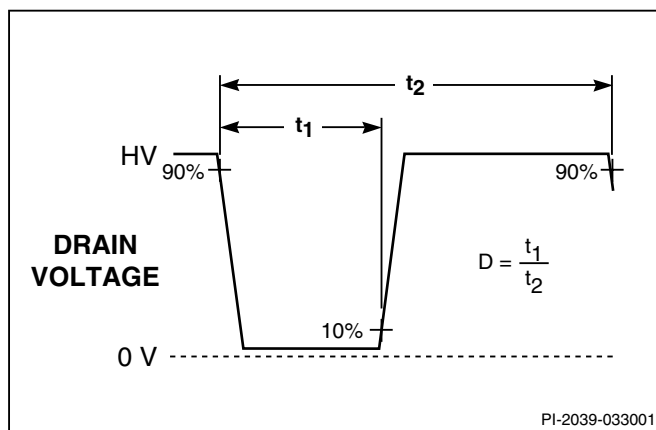 t2
t1
HV
90%
90%
DRAIN
VOLTAGE
D = t1/t2
10%
0 V
PI-2039-033001